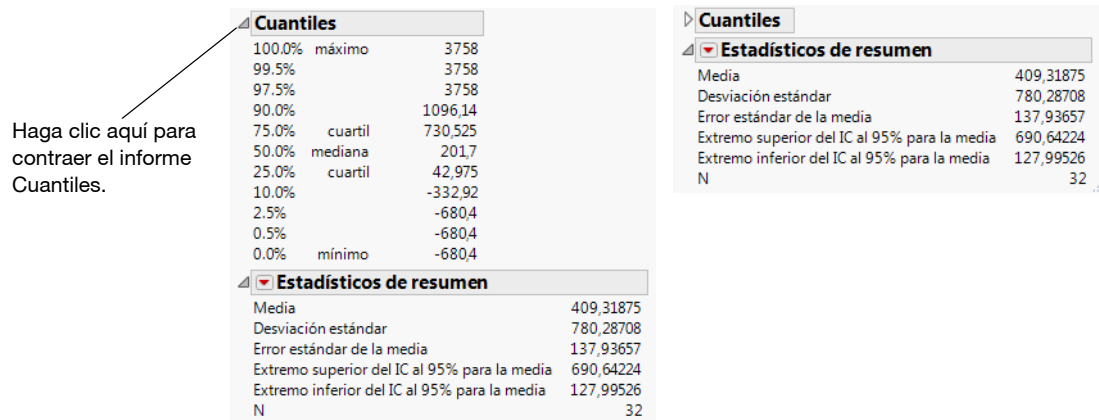 Haga clic aquí para
contraer el informe
Cuantiles.
Cuantiles
100.0% máximo 3758
99.5% 3758
97.5% 3758
90.0% 1096,14
75.0% cuartil 730,525
50.0% mediana 201,7
25.0% cuartil 42,975
10.0% -332,92
2.5% -680,4
0.5% -680,4
0.0% mínimo -680,4
Estadísticos de resumen
Media 409,31875
Desviación estándar 780,28708
Error estándar de la media 137,93657
Extremo superior del IC al 95% para la media 690,64224
Extremo inferior del IC al 95% para la media 127,99526
N 32
Cuantiles
Estadísticos de resumen
Media 409,31875
Desviación estándar 780,28708
Error estándar de la media 137,93657
Extremo superior del IC al 95% para la media 690,64224
Extremo inferior del IC al 95% para la media 127,99526
N 32